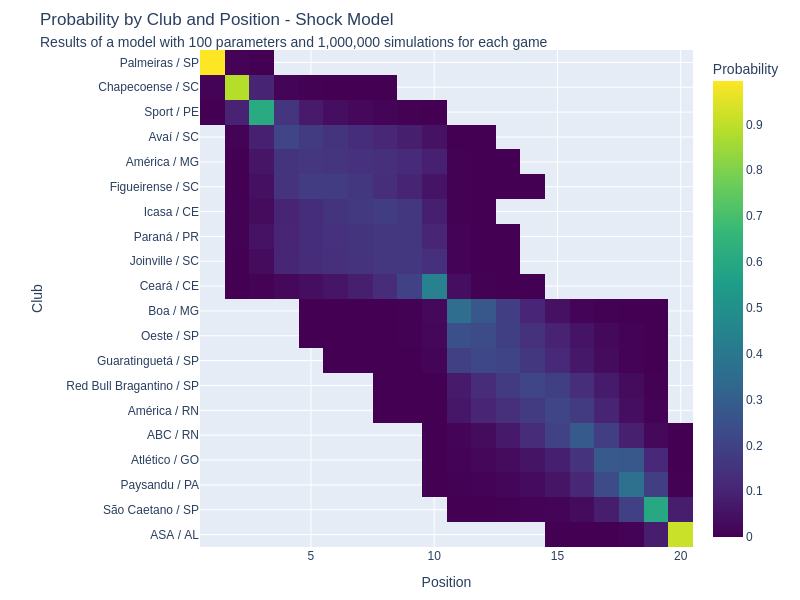 Probability by Club and Position - Shock Model
Results of a model with 100 parameters and 1,000,000 simulations for each game
Probability
Palmeiras / SP
Chapecoense / SC
Sport / PE
Avaí / SC
América / MG
Figueirense / SC
Icasa / CE
Paraná / PR
Joinville / SC
Ceará / CE
Boa / MG
Oeste / SP
Guaratinguetá / SP
Red Bull Bragantino / SP
América / RN
ABC / RN
Atlético / GO
Paysandu / PA
São Caetano / SP
ASA / AL
Club
5
10
15
20
Position
0.9
0.8
0.7
0.6
0.5
0.4
0.3
0.2
0.1
0